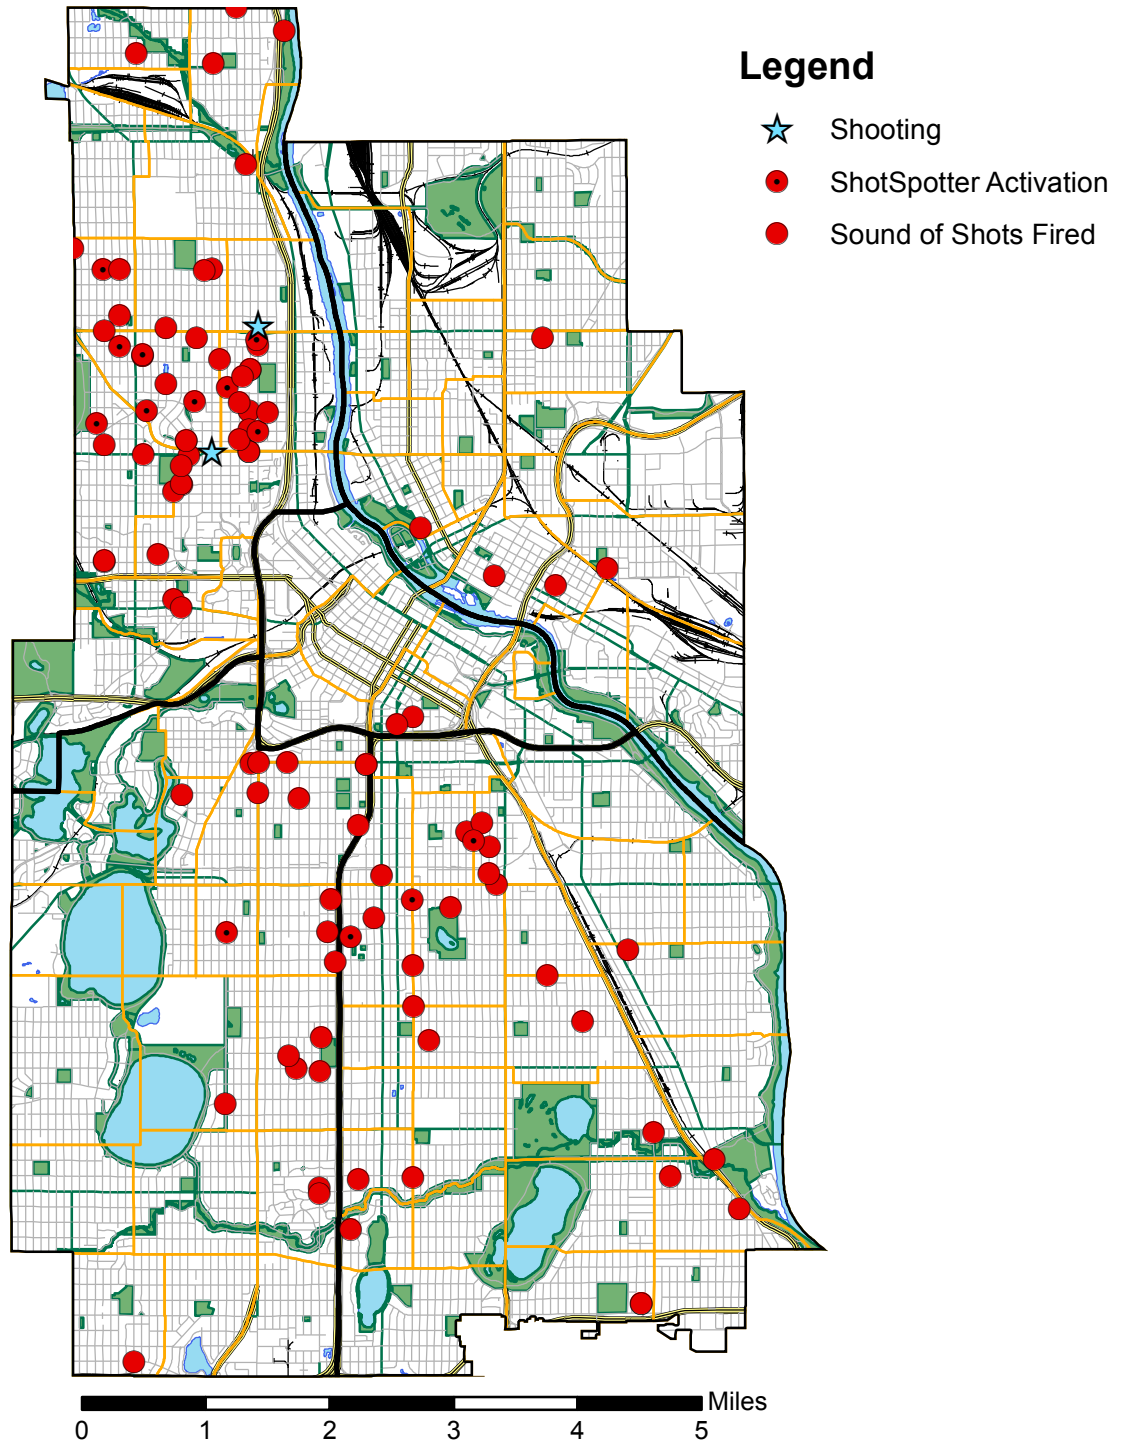 Legend
Shooting
ShotSpotter Activation
Sound of Shots Fired
Miles
0 1 2 3 4 5